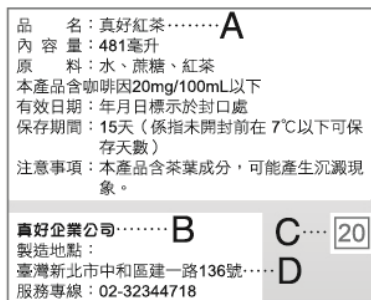 品　　名：真好紅茶········A
內 容 量：481毫升
原　　料：水、蔗糖、紅茶
本產品含咖啡因20mg/100mL以下
有效日期：年月日標示於封口處
保存期間：15天（係指未開封前在 7℃以下可保
存天數）
注意事項：本產品含茶葉成分，可能產生沉澱現
象。
真好企業公司········B
C···· 20
製造地點：
臺灣新北市中和區建一路136號·····D
服務專線：02-32344718